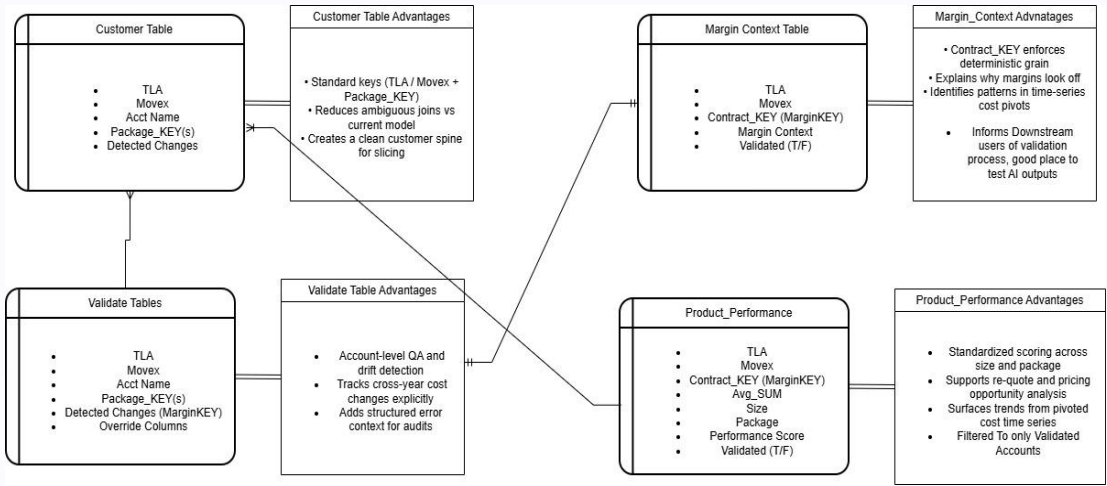 Customer Table
• TLA
• Movex
• Acct Name
• Package_KEY(s)
• Detected Changes
Customer Table Advantages
• Standard keys (TLA / Movex +
Package_KEY)
• Reduces ambiguous joins vs
current model
• Creates a clean customer spine
for slicing
Margin Context Table
• TLA
• Movex
• Contract_KEY (MarginKEY)
• Margin Context
• Validated (T/F)
Margin_Context Advnatages
• Contract_KEY enforces
deterministic grain
• Explains why margins look off
• Identifies patterns in time-series
cost pivots
• Informs Downstream
users of validation
process, good place to
test AI outputs
Validate Tables
• TLA
• Movex
• Acct Name
• Package_KEY(s)
• Detected Changes (MarginKEY)
• Override Columns
Validate Table Advantages
• Account-level QA and
drift detection
• Tracks cross-year cost
changes explicitly
• Adds structured error
context for audits
Product_Performance
• TLA
• Movex
• Contract_KEY (MarginKEY)
• Avg_SUM
• Size
• Package
• Performance Score
• Validated (T/F)
Product_Performance Advantages
• Standardized scoring across
size and package
• Supports re-quote and pricing
opportunity analysis
• Surfaces trends from pivoted
cost time series
• Filtered To only Validated
Accounts